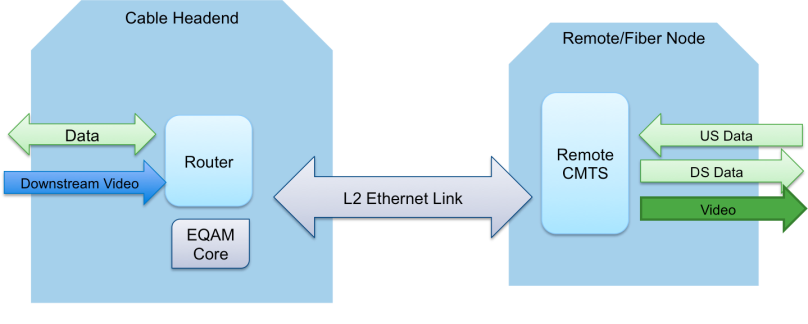 Cable Headend
Data
Downstream Video
Router
EQAM
Core
L2 Ethernet Link
Remote/Fiber Node
Remote
CMTS
US Data
DS Data
Video